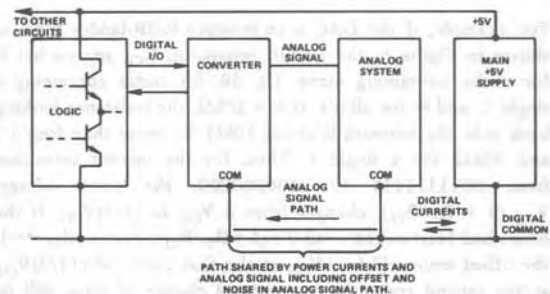 TO OTHER
CIRCUITS
DIGITAL
I/O
CONVERTER
ANALOG
SIGNAL
ANALOG
SYSTEM
+5V
MAIN
+5V
SUPPLY
LOGIC
COM
COM
ANALOG
SIGNAL
PATH
DIGITAL
CURRENTS
DIGITAL
COMMON
PATH SHARED BY POWER CURRENTS AND
ANALOG SIGNAL INCLUDING OFFSET AND
NOISE IN ANALOG SIGNAL PATH.